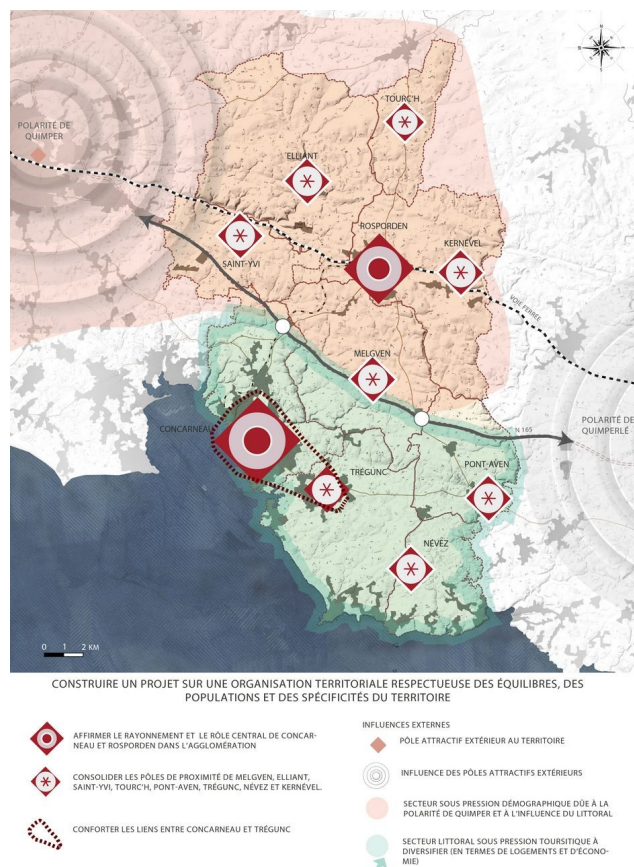 N
TOURC'H
POLARITÉ DE
QUIMPER
ELLIANT
ROSPORDEN
KERNÉVEL
SAINT-YVI
VOIE FERRÉE
MELGVEN
CONCARNEAU
N 165
POLARITÉ DE
QUIMPERLÉ
TRÉGUNC
PONT-AVEN
NÉVEZ
0 1 2 KM
CONSTRUIRE UN PROJET SUR UNE ORGANISATION TERRITORIALE RESPECTUEUSE DES ÉQUILIBRES, DES
POPULATIONS ET DES SPÉCIFICITÉS DU TERRITOIRE
AFFIRMER LE RAYONNEMENT ET LE RÔLE CENTRAL DE CONCAR-
NEAU ET ROSPORDEN DANS L'AGGLOMÉRATION
CONSOLIDER LES PÔLES DE PROXIMITÉ DE MELGVEN, ELLIANT,
SAINT-YVI, TOURC'H, PONT-AVEN, TRÉGUNC, NÉVEZ ET KERNÉVEL.
CONFORTER LES LIENS ENTRE CONCARNEAU ET TRÉGUNC
INFLUENCES EXTERNES
PÔLE ATTRACTIF EXTÉRIEUR AU TERRITOIRE
INFLUENCE DES PÔLES ATTRACTIFS EXTÉRIEURS
SECTEUR SOUS PRESSION DÉMOGRAPHIQUE DÛE À LA
POLARITÉ DE QUIMPER ET À L'INFLUENCE DU LITTORAL
SECTEUR LITTORAL SOUS PRESSION TOURSITIQUE À
DIVERSIFIER (EN TERMES DE LOGEMENTS ET D'ÉCONO-
MIE)